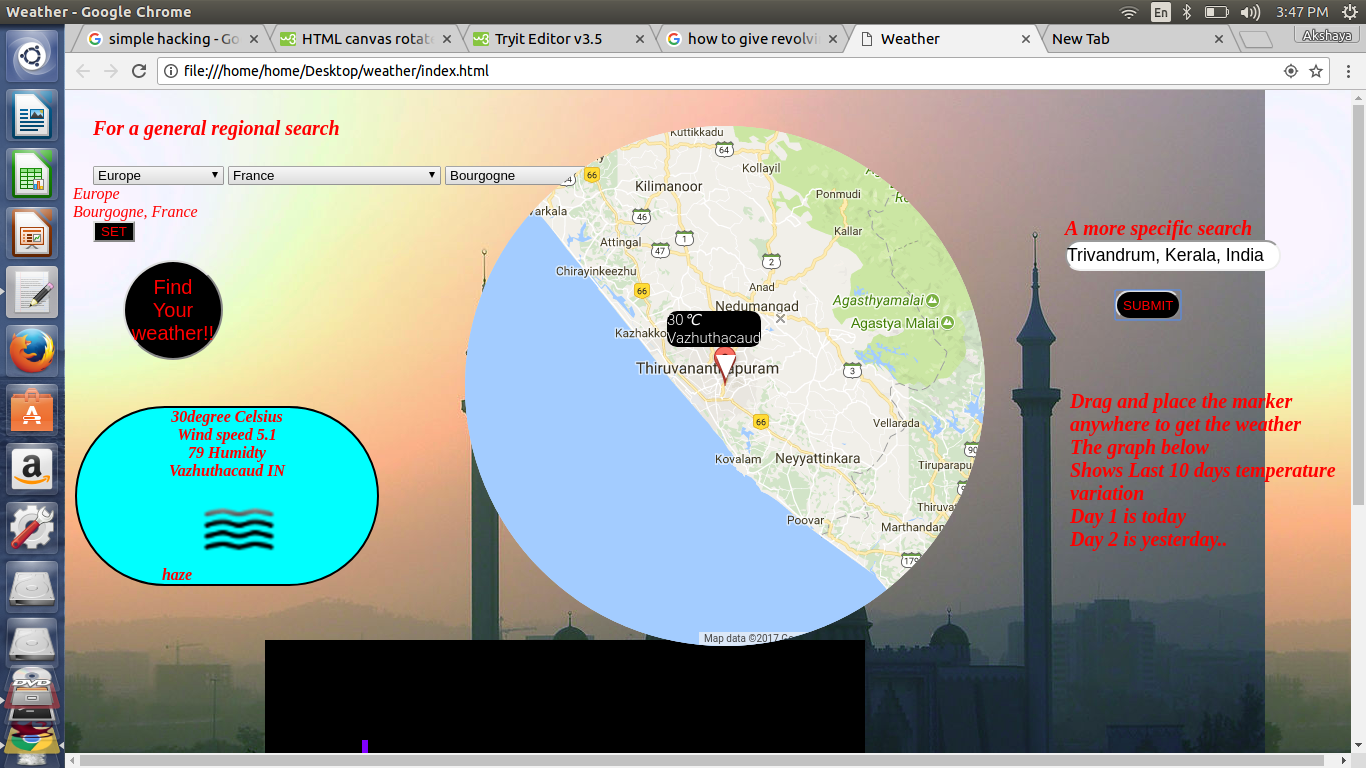 Weather - Google Chrome
En
3:47 PM
simple hacking - Go
HTML canvas rotat
Tryit Editor v3.5
how to give revolvi
Weather
New Tab
Akshaya
file:///home/home/Desktop/weather/index.html
For a general regional search
Europe
France
Bourgogne
Europe
Bourgogne, France
SET
Find
Your
weather!!
30degree Celsius
Wind speed 5.1
79 Humidty
Vazhuthacaud IN
haze
Kuttikkadu
64
Kollayil
66
Kilimanoor
Ponmudi
varkala
46
Attingal
47
1
Kallar
2
Chirayinkeezhu
66
Anad
Nedumangad
Agasthyamalai
Agastya Malai
30 ℃
Vazhuthacaud
Kazhakko
Thiruvananthapuram
3
66
Vellarada
Kovalam
Neyyattinkara
90
Tiruparapu
Thiruva
Poovar
Marthandan
179
Map data ©2017 Go
A more specific search
Trivandrum, Kerala, India
SUBMIT
Drag and place the marker
anywhere to get the weather
The graph below
Shows Last 10 days temperature
variation
Day 1 is today
Day 2 is yesterday..
DVD